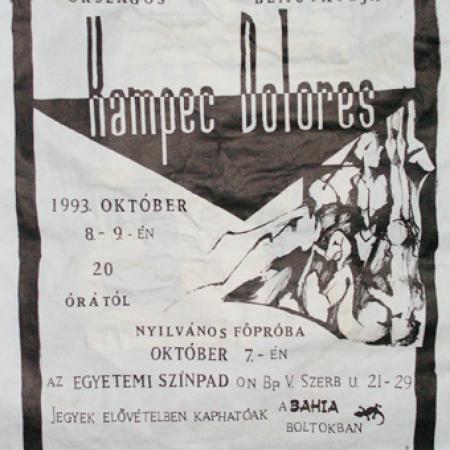 ORSZÁGOS BEMUTATÓJA
Kampec Dolores
1993. OKTÓBER
8.- 9.- ÉN
20
ÓRÁTÓL
NYILVÁNOS FŐPRÓBA
OKTÓBER 7.- ÉN
AZ EGYETEMI SZÍNPAD ON Bp. V. SZERB U. 21-29
JEGYEK ELŐVÉTELBEN KAPHATÓAK A BAHIA
BOLTOKBAN